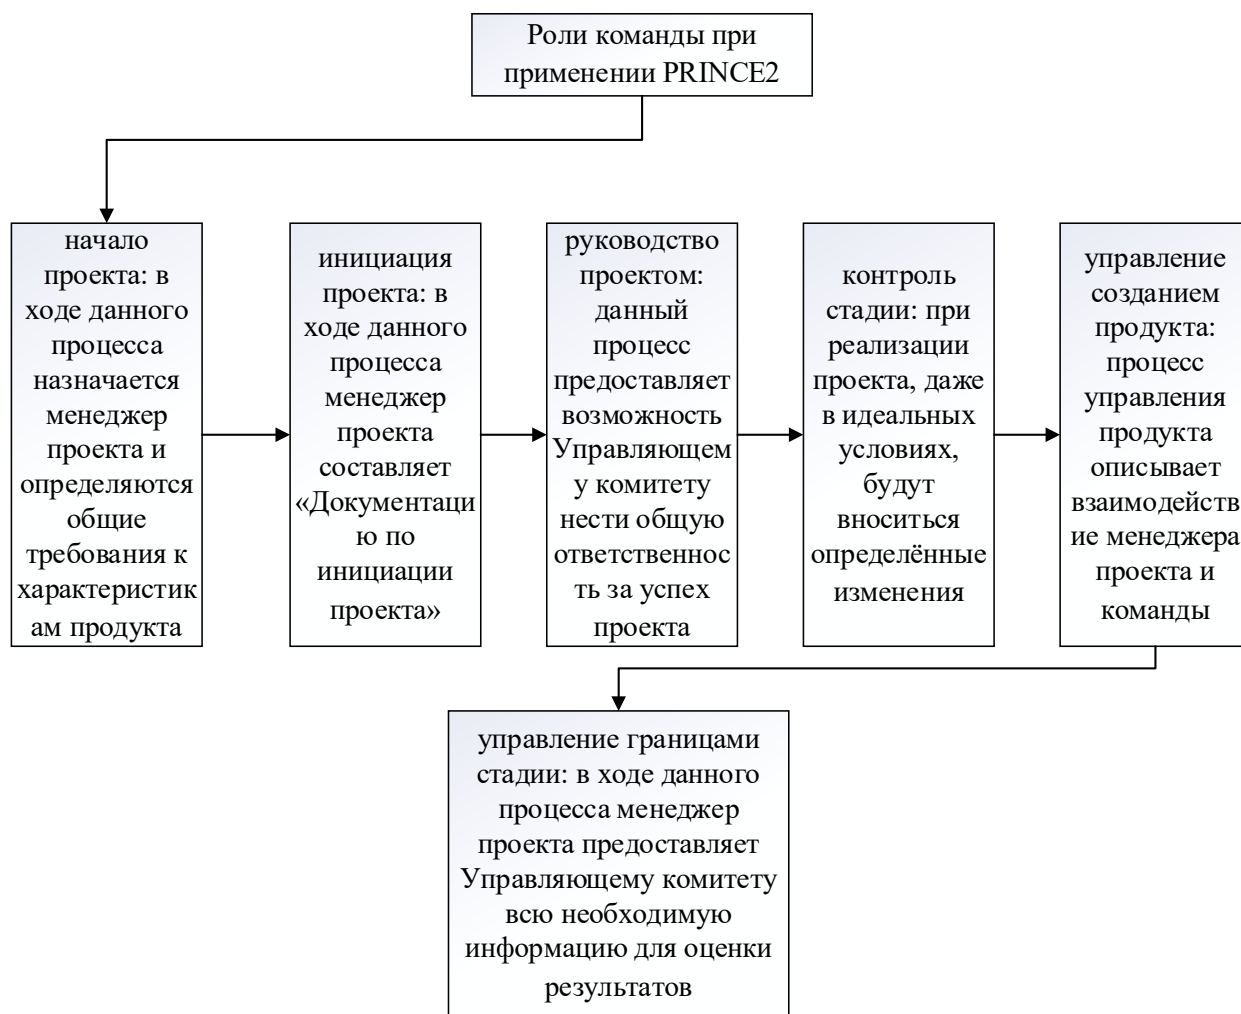 Роли команды при
применении PRINCE2
начало
проекта: в
ходе данного
процесса
назначается
менеджер
проекта и
определяются
общие
требования к
характеристик
ам продукта
инициация
проекта: в
ходе данного
процесса
менеджер
проекта
составляет
«Документаци
ю по
инициации
проекта»
руководство
проектом:
данный
процесс
предоставляет
возможность
Управляющем
у комитету
нести общую
ответственнос
ть за успех
проекта
контроль
стадии: при
реализации
проекта, даже
в идеальных
условиях,
будут
вноситься
определённые
изменения
управление
созданием
продукта:
процесс
управления
продукта
описывает
взаимодейств
ие менеджера
проекта и
команды
управление границами
стадии: в ходе данного
процесса менеджер
проекта предоставляет
Управляющему комитету
всю необходимую
информацию для оценки
результатов